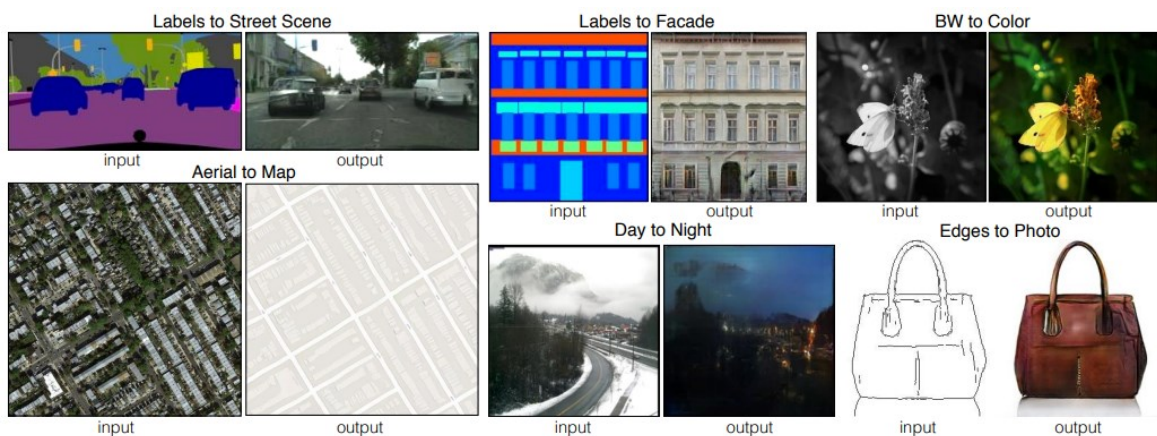 Labels to Street Scene
input
output
Aerial to Map
input
output
Labels to Facade
input
output
BW to Color
input
output
Day to Night
input
output
Edges to Photo
input
output